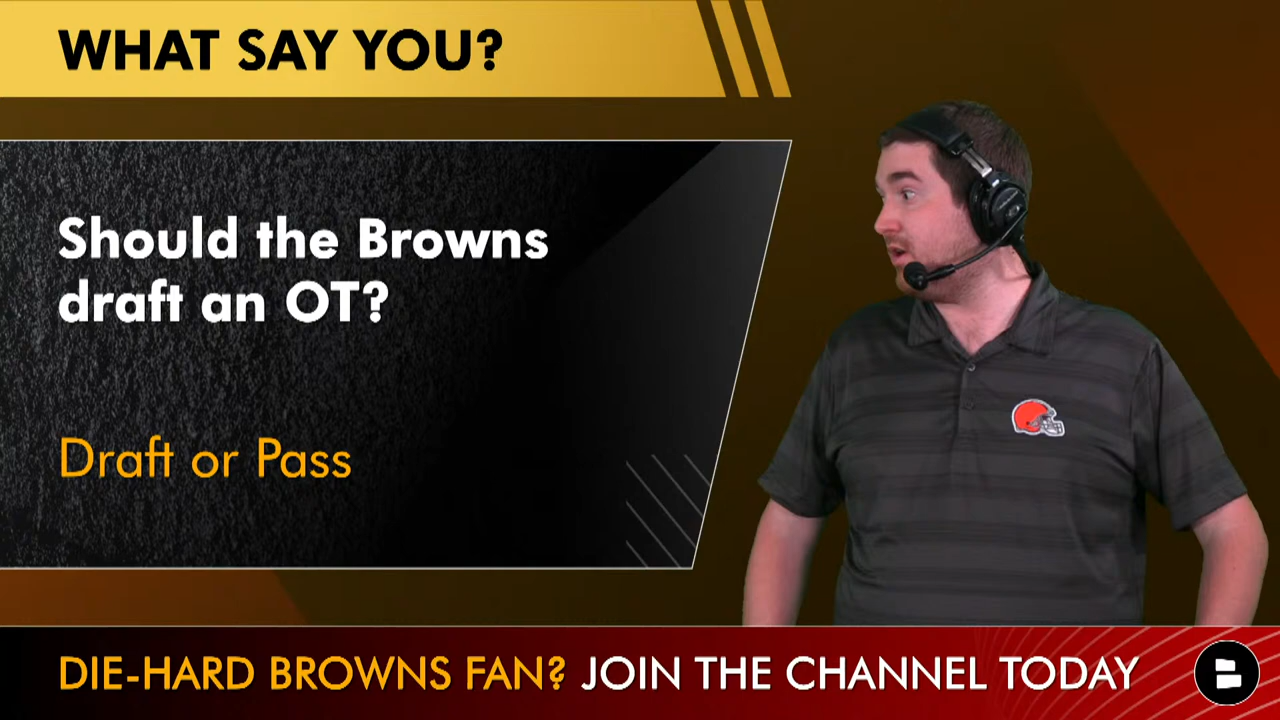 WHAT SAY YOU?
Should the Browns
draft an OT?
Draft or Pass
DIE-HARD BROWNS FAN? JOIN THE CHANNEL TODAY